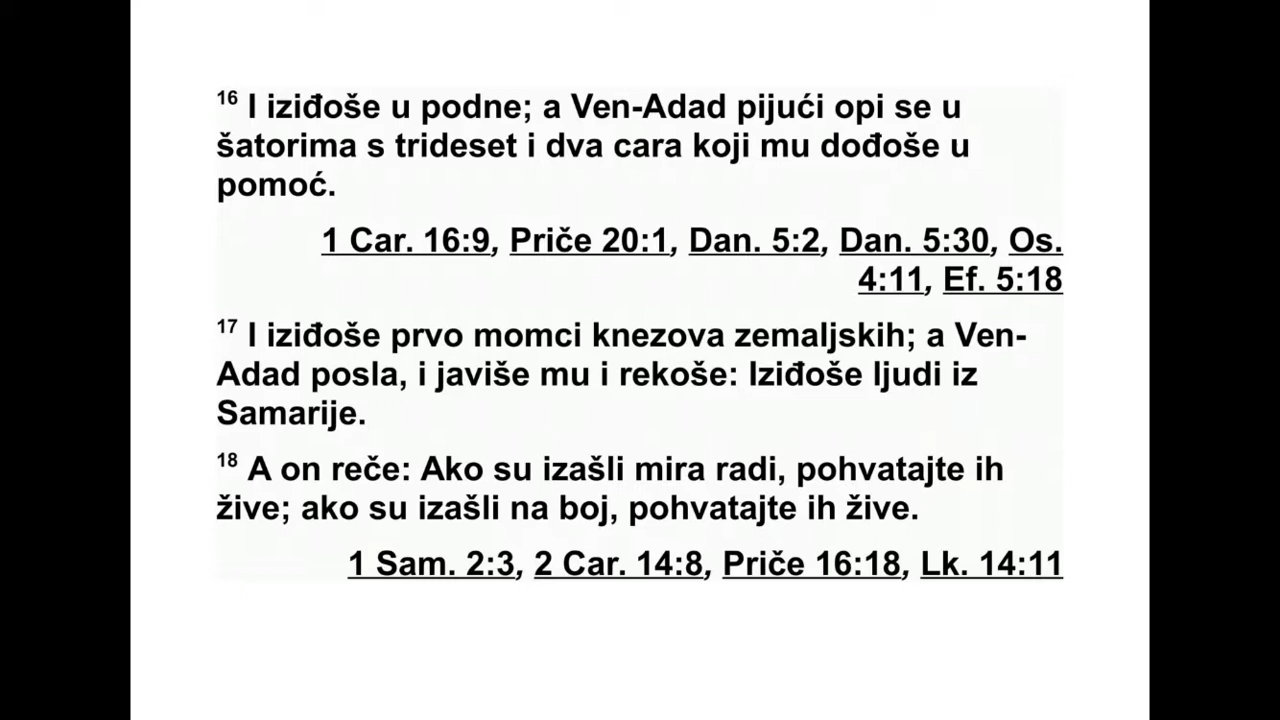 16 I iziđoše u podne; a Ven-Adad pijući opi se u
šatorima s trideset i dva cara koji mu dođoše u
pomoć.
1 Car. 16:9, Priče 20:1, Dan. 5:2, Dan. 5:30, Os.
4:11, Ef. 5:18
17 I iziđoše prvo momci knezova zemaljskih; a Ven-
Adad posla, i javiše mu i rekoše: Iziđoše ljudi iz
Samarije.
18 A on reče: Ako su izašli mira radi, pohvatajte ih
žive; ako su izašli na boj, pohvatajte ih žive.
1 Sam. 2:3, 2 Car. 14:8, Priče 16:18, Lk. 14:11